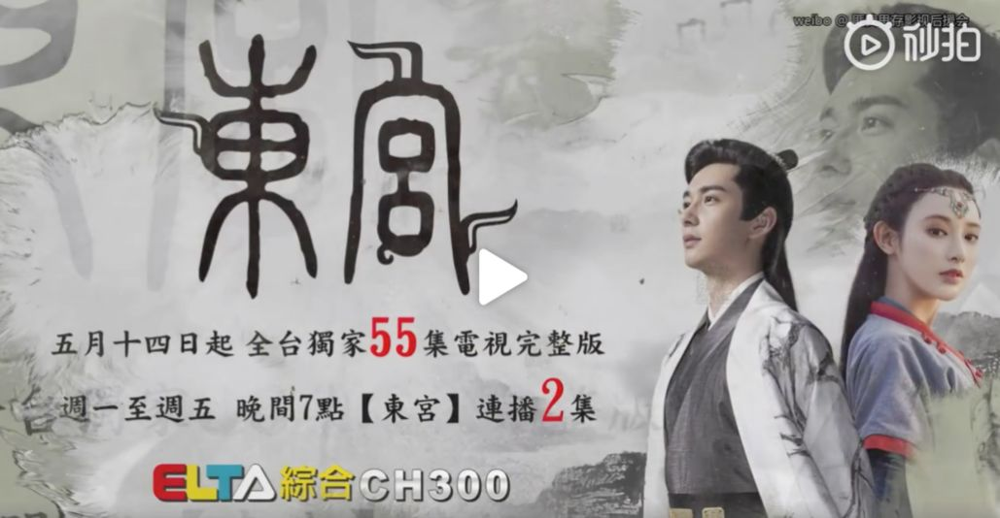 weibo @
秒拍
東宮
五月十四日起 全台獨家55集電視完整版
週一至週五 晚間7點【東宮】連播2集
ELTA綜合CH300